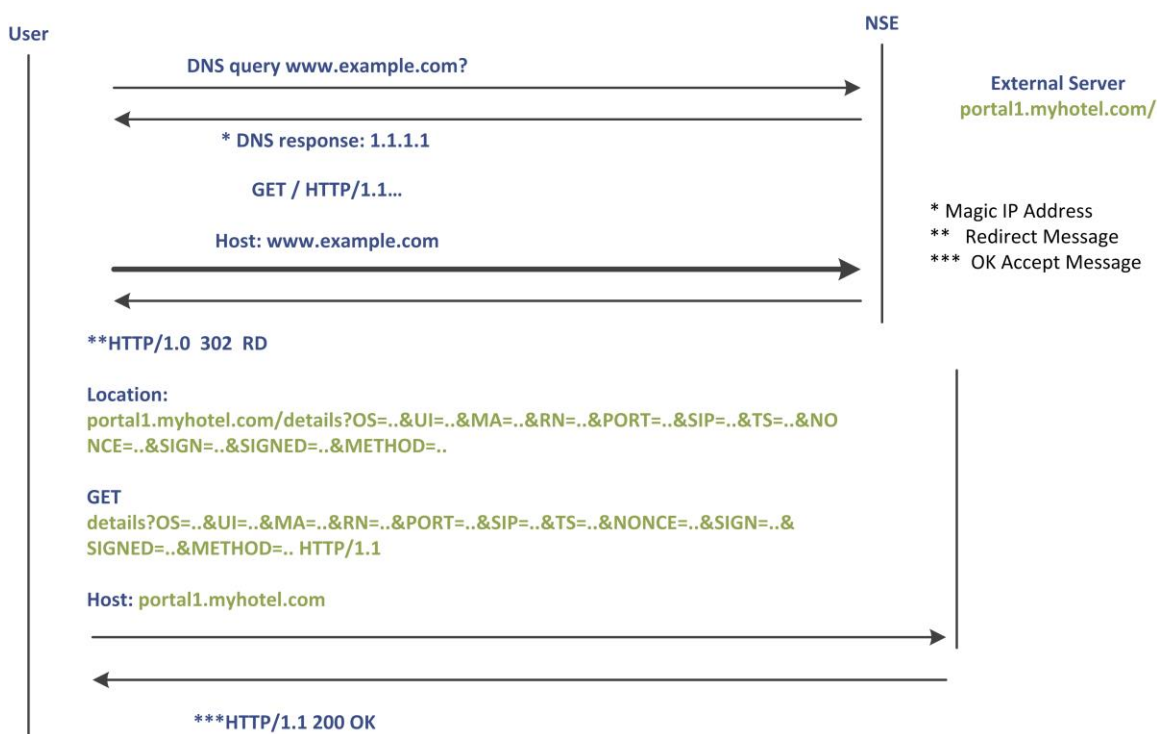 User
NSE
DNS query www.example.com?
External Server
portal1.myhotel.com/
* DNS response: 1.1.1.1
GET / HTTP/1.1...
Host: www.example.com
* Magic IP Address
** Redirect Message
*** OK Accept Message
**HTTP/1.0 302 RD
Location:
portal1.myhotel.com/details?OS=..&UI=..&MA=..&RN=..&PORT=..&SIP=..&TS=..&NO
NCE=..&SIGN=..&SIGNED=..&METHOD=..
GET
details?OS=..&UI=..&MA=..&RN=..&PORT=..&SIP=..&TS=..&NONCE=..&SIGN=..&
SIGNED=..&METHOD=.. HTTP/1.1
Host: portal1.myhotel.com
***HTTP/1.1 200 OK